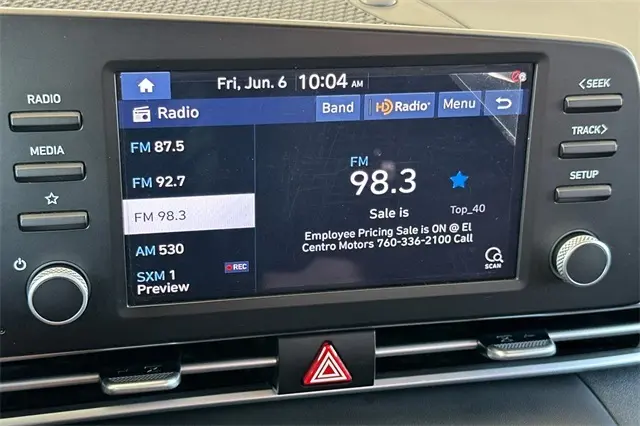 Fri, Jun. 6 10:04 AM
RADIO
MEDIA
<SEEK
TRACK>
SETUP
Radio
Band
HD Radio
Menu
FM 87.5
FM 92.7
FM 98.3
AM 530
SXM 1
REC
Preview
FM
98.3
Sale is
Top_40
Employee Pricing Sale is ON @ El
Centro Motors 760-336-2100 Call
SCAN